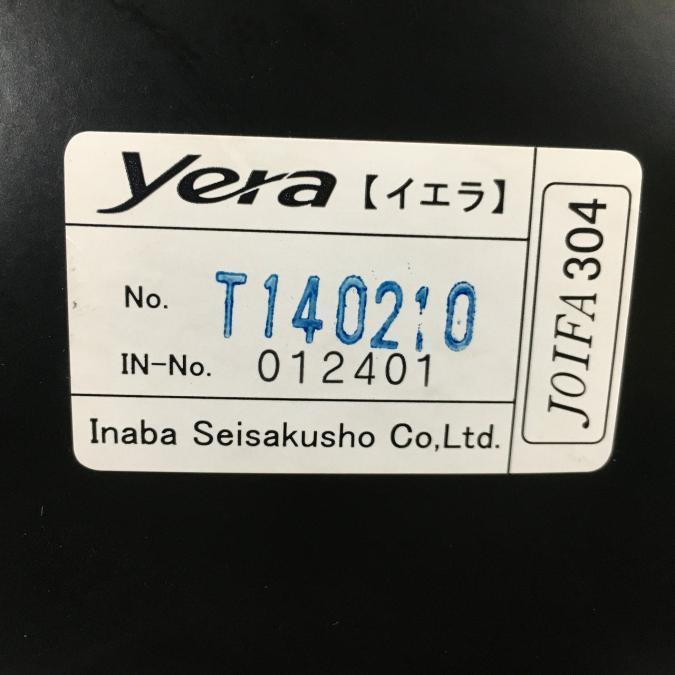 yera【イエラ】
No. T140210
IN-No. 012401
Inaba Seisakusho Co,Ltd.
JOIFA 304